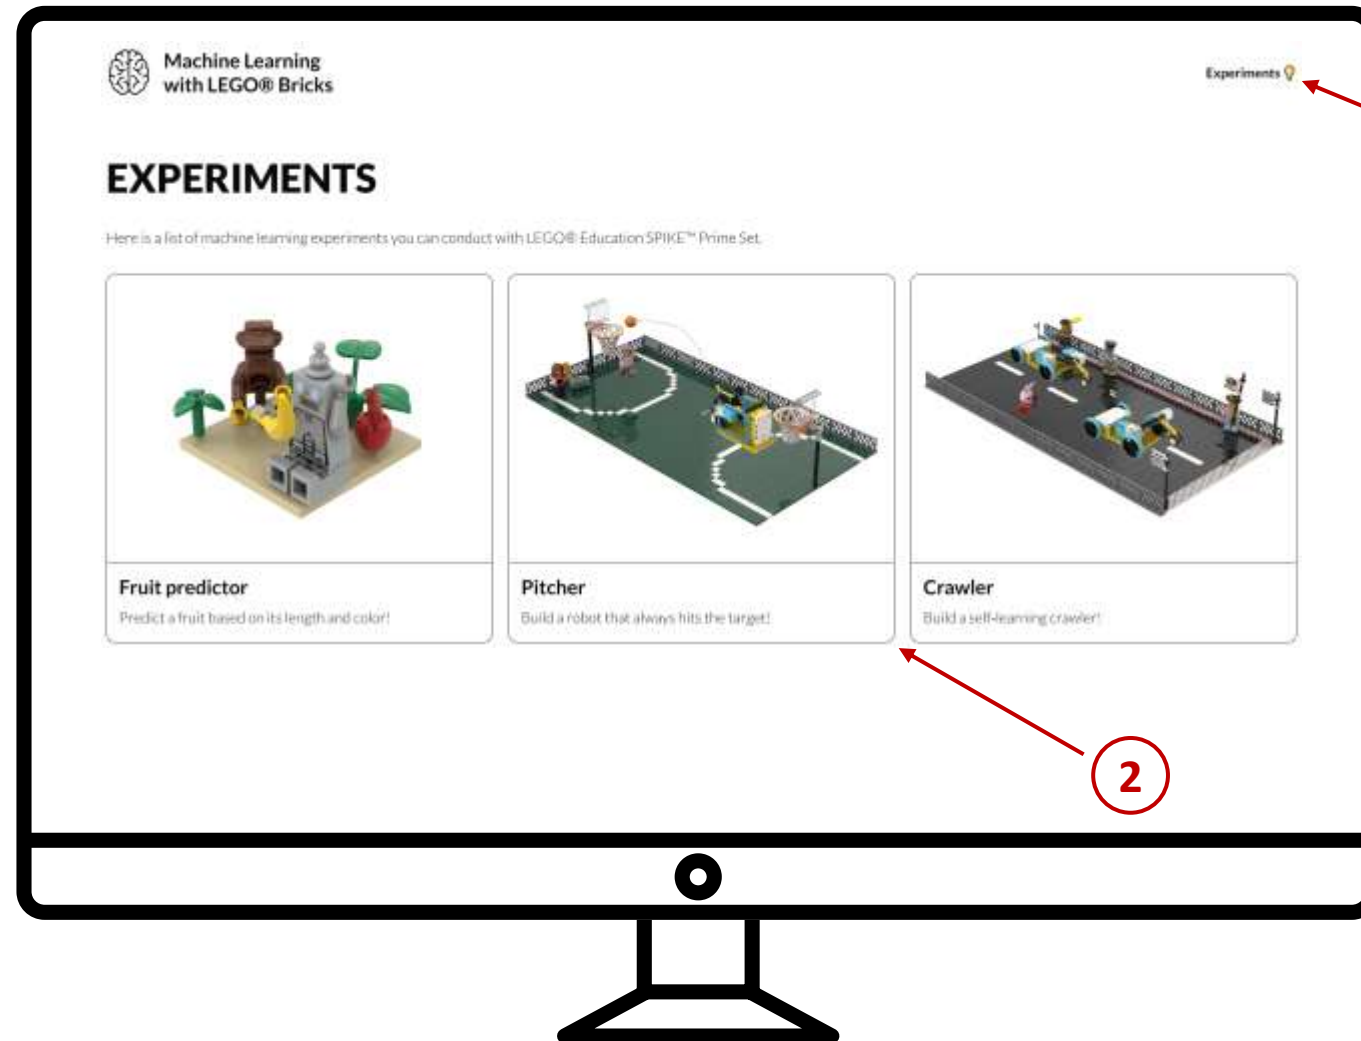 Machine Learning
with LEGO® Bricks
Experiments
EXPERIMENTS
Here is a list of machine learning experiments you can conduct with LEGO® Education SPIKE™ Prime Set.
Fruit predictor
Predict a fruit based on its length and color!
Pitcher
Build a robot that always hits the target!
Crawler
Build a self-learning crawler!
2